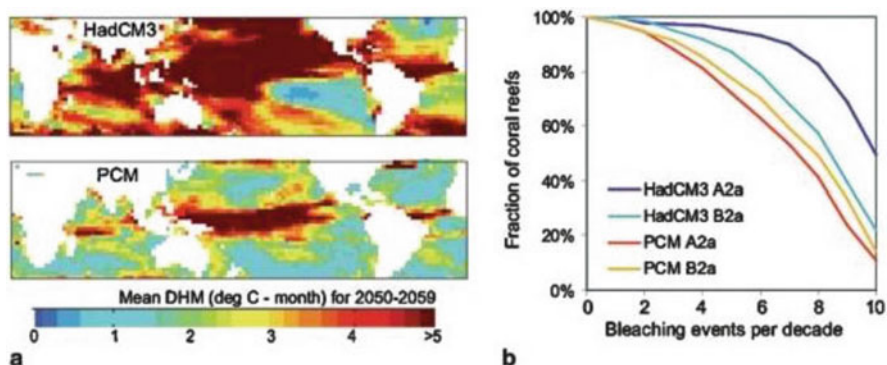 HadCM3
PCM
Mean DHM (deg C - month) for 2050-2059
0 1 2 3 4 >5
a
100%
80%
60%
40%
20%
0%
Fraction of coral reefs
HadCM3 A2a
HadCM3 B2a
PCM A2a
PCM B2a
0 2 4 6 8 10
Bleaching events per decade
b